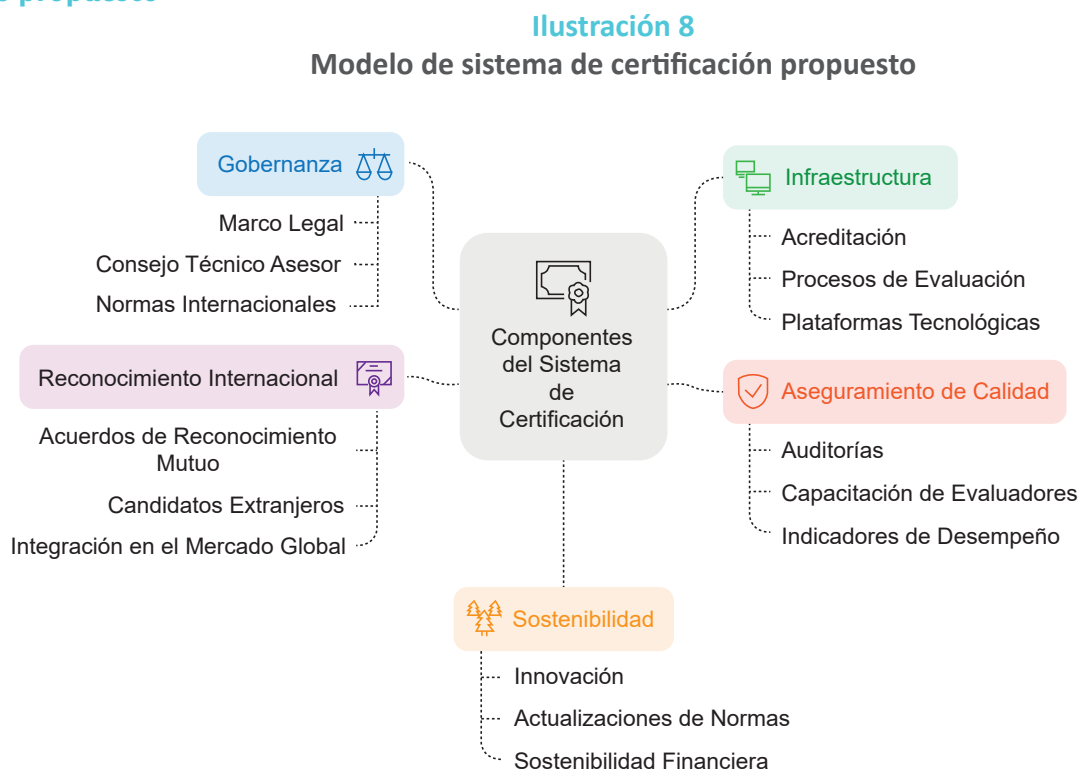 propuesto
Ilustración 8
Modelo de sistema de certificación propuesto
Gobernanza
Marco Legal
Consejo Técnico Asesor
Normas Internacionales
Reconocimiento Internacional
Acuerdos de Reconocimiento
Mutuo
Candidatos Extranjeros
Integración en el Mercado Global
Componentes
del Sistema
de
Certificación
Infraestructura
Acreditación
Procesos de Evaluación
Plataformas Tecnológicas
Aseguramiento de Calidad
Auditorías
Capacitación de Evaluadores
Indicadores de Desempeño
Sostenibilidad
Innovación
Actualizaciones de Normas
Sostenibilidad Financiera